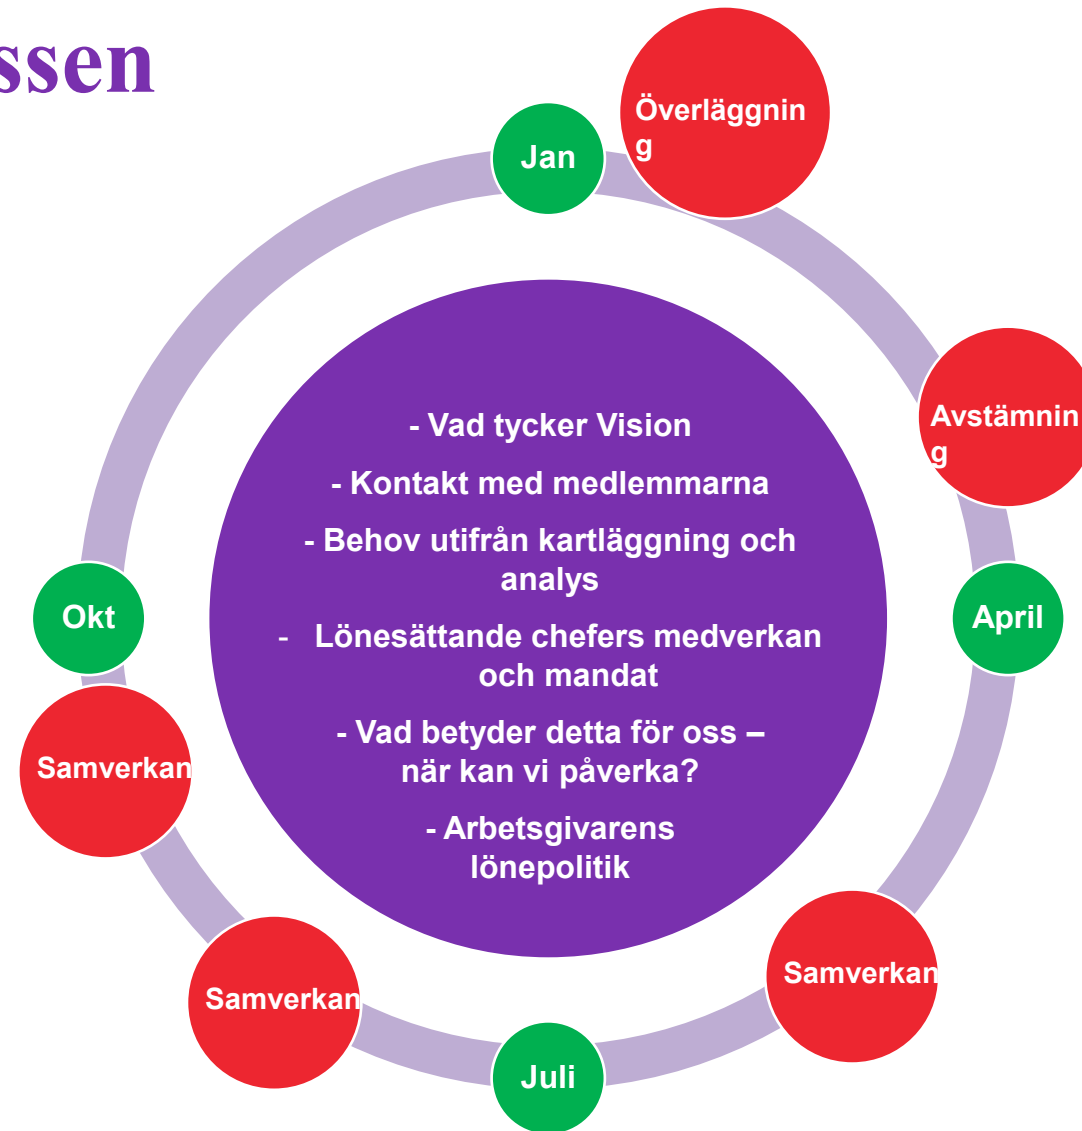 ssen
Överläggnin
g
Jan
Avstämnin
g
- Vad tycker Vision
- Kontakt med medlemmarna
- Behov utifrån kartläggning och
analys
- Lönesättande chefers medverkan
och mandat
- Vad betyder detta för oss –
när kan vi påverka?
- Arbetsgivarens
lönepolitik
Okt
April
Samverkan
Samverkan
Samverkan
Juli